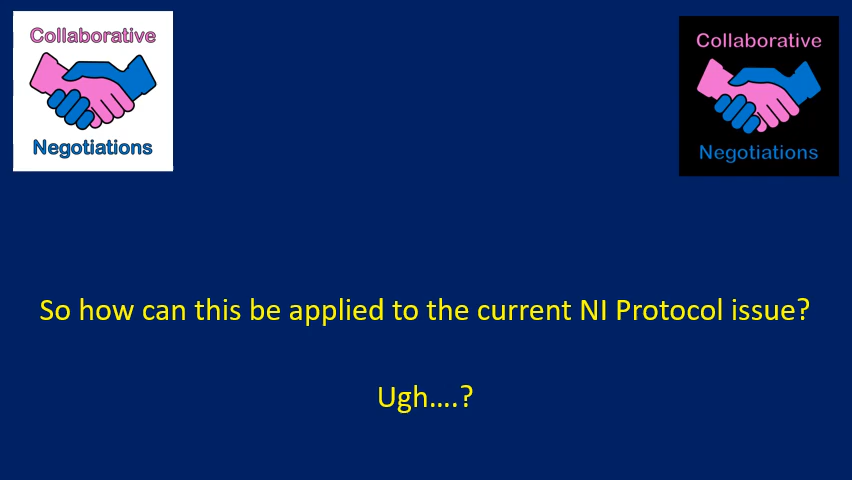 Collaborative
Negotiations
Collaborative
Negotiations
So how can this be applied to the current NI Protocol issue?
Ugh....?